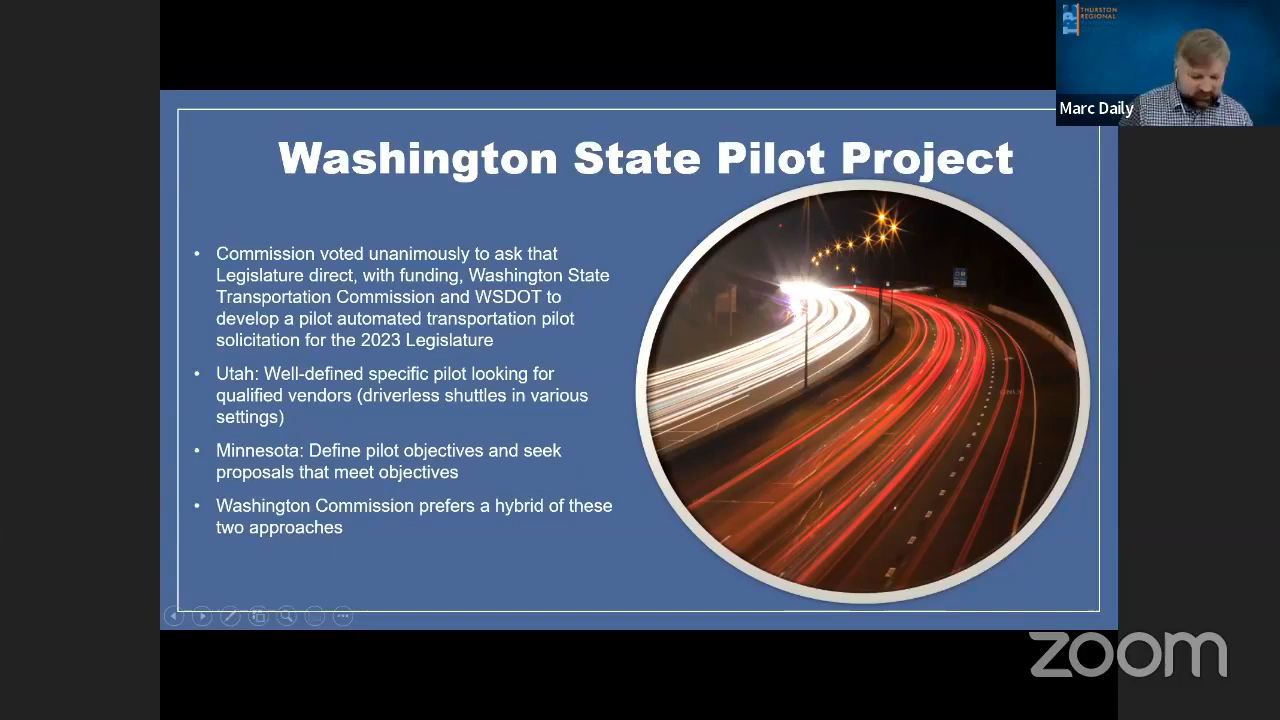 THURSTON
REGIONAL
Marc Daily
Washington State Pilot Project
• Commission voted unanimously to ask that
Legislature direct, with funding, Washington State
Transportation Commission and WSDOT to
develop a pilot automated transportation pilot
solicitation for the 2023 Legislature
• Utah: Well-defined specific pilot looking for
qualified vendors (driverless shuttles in various
settings)
• Minnesota: Define pilot objectives and seek
proposals that meet objectives
• Washington Commission prefers a hybrid of these
two approaches
ONLY
zoom